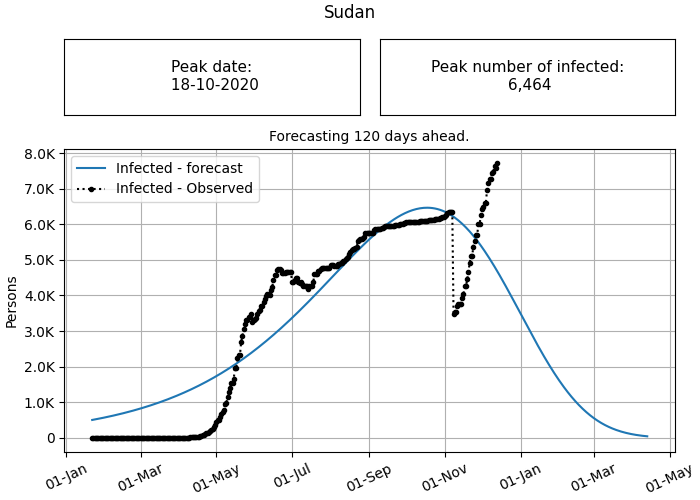 Sudan
Peak date:
18-10-2020
Peak number of infected:
6,464
Forecasting 120 days ahead.
Infected - forecast
Infected - Observed
8.0K
7.0K
6.0K
5.0K
4.0K
3.0K
2.0K
1.0K
0
Persons
01-Jan
01-Mar
01-May
01-Jul
01-Sep
01-Nov
01-Jan
01-Mar
01-May